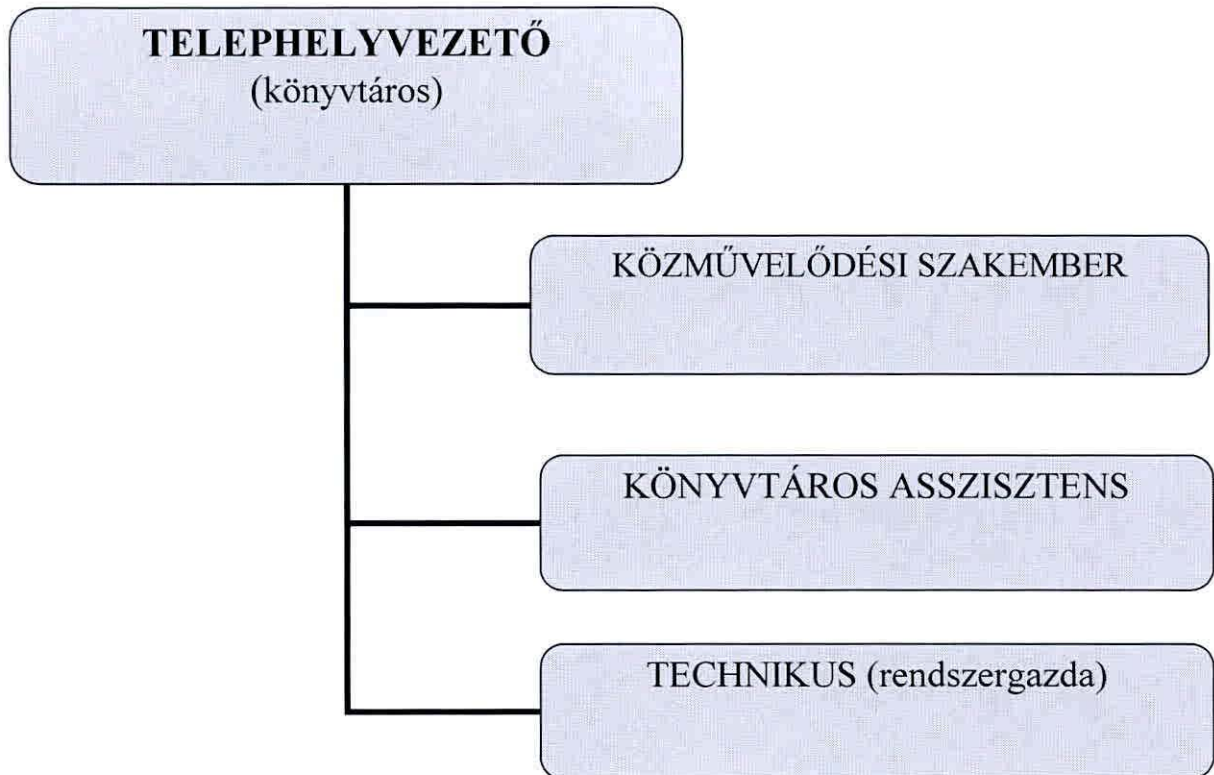 TELEPHELYVEZETŐ
(könyvtáros)
KÖZMŰVELŐDÉSI SZAKEMBER
KÖNYVTÁROS ASSZISZTENS
TECHNIKUS (rendszergazda)